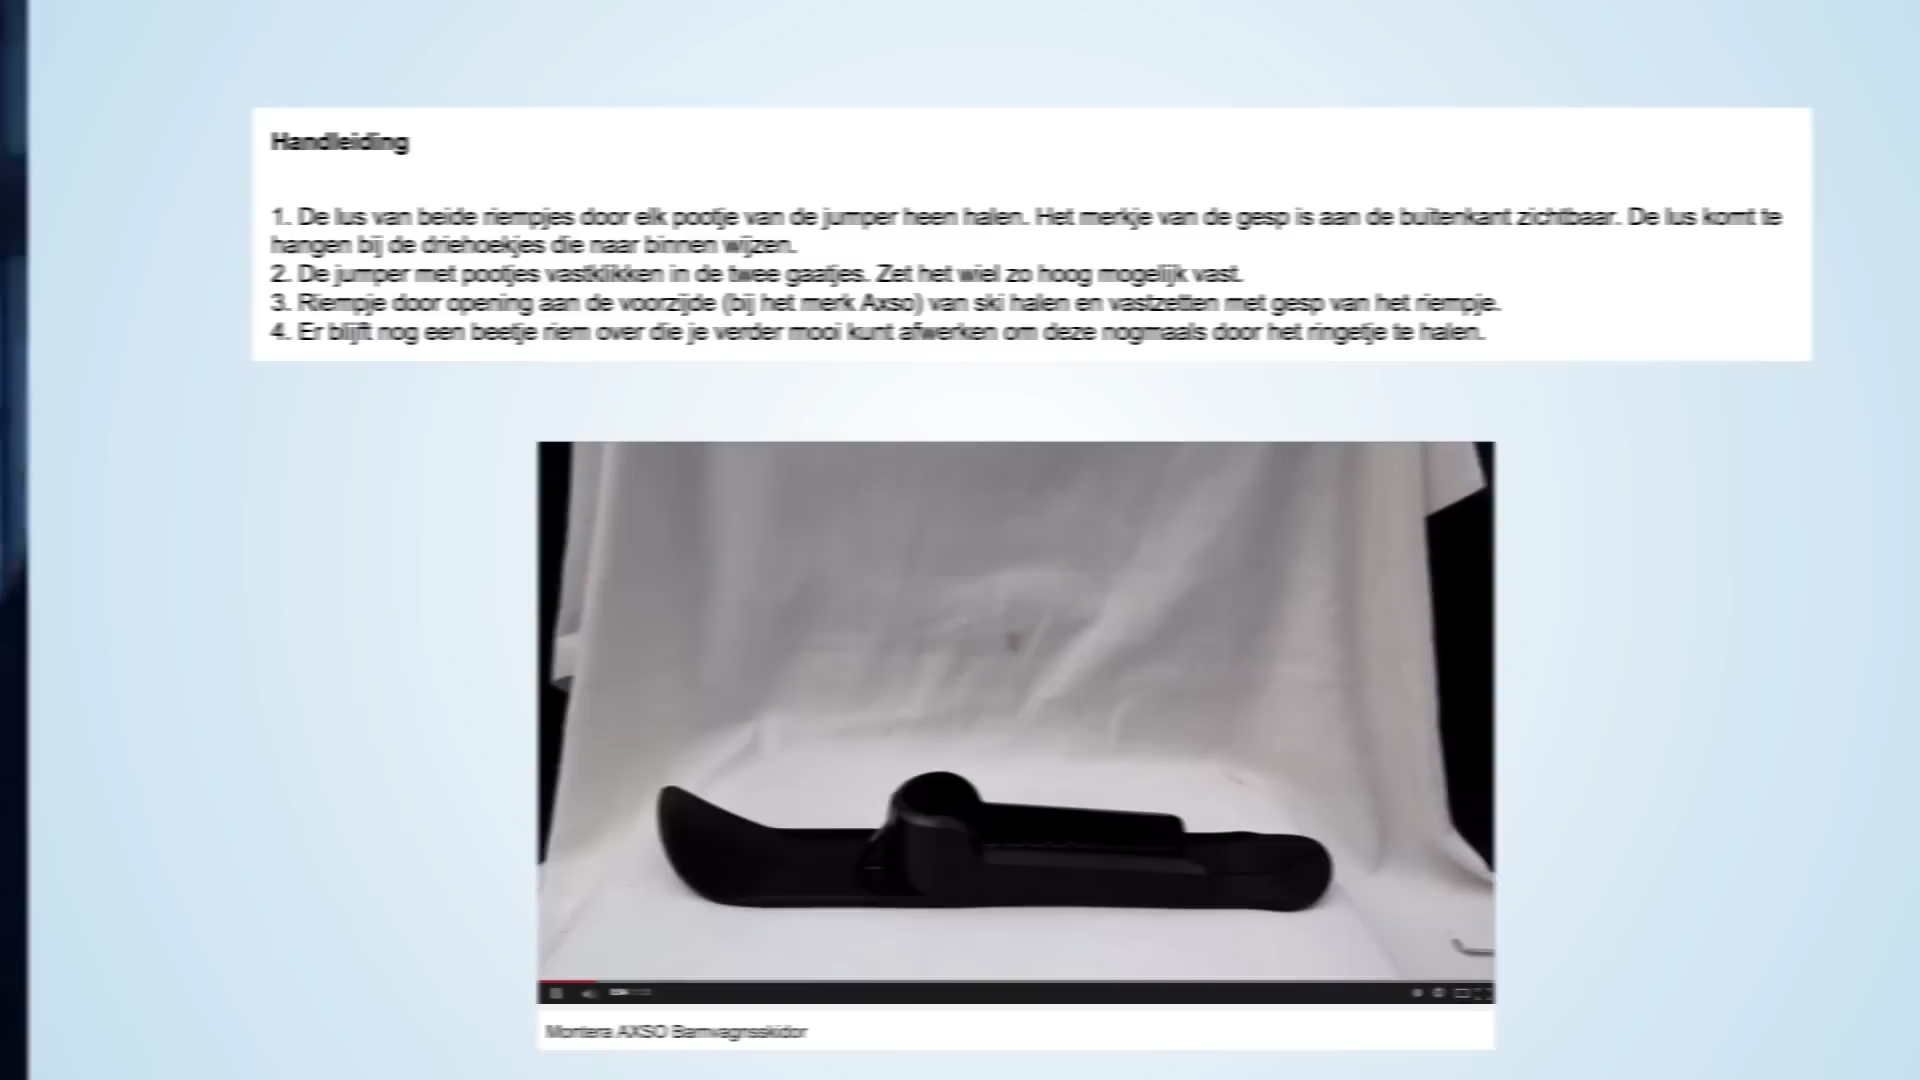 Handleiding
1. De lus van beide riempjes door elk pootje van de jumper heen halen. Het merkje van de gesp is aan de buitenkant zichtbaar. De lus komt te
hangen bij de driehoekjes die naar binnen wijzen.
2. De jumper met pootjes vastklikken in de twee gaatjes. Zet het wiel zo hoog mogelijk vast.
3. Riempje door opening aan de voorzijde (bij het merk Axso) van ski halen en vastzetten met gesp van het riempje.
4. Er blijft nog een beetje riem over die je verder mooi kunt afwerken om deze nogmaals door het ringetje te halen.
Montera AXSO Barnvagnsskidor